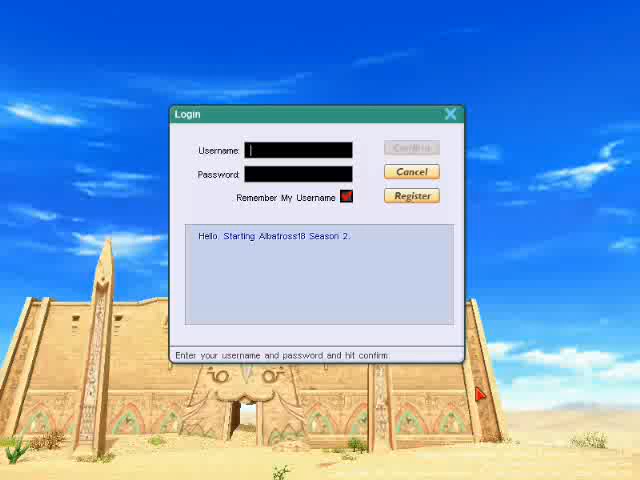 Login
Username:
Confirm
Password:
Cancel
Remember My Username
Register
Hello. Starting Albatross18 Season 2.
Enter your username and password and hit confirm